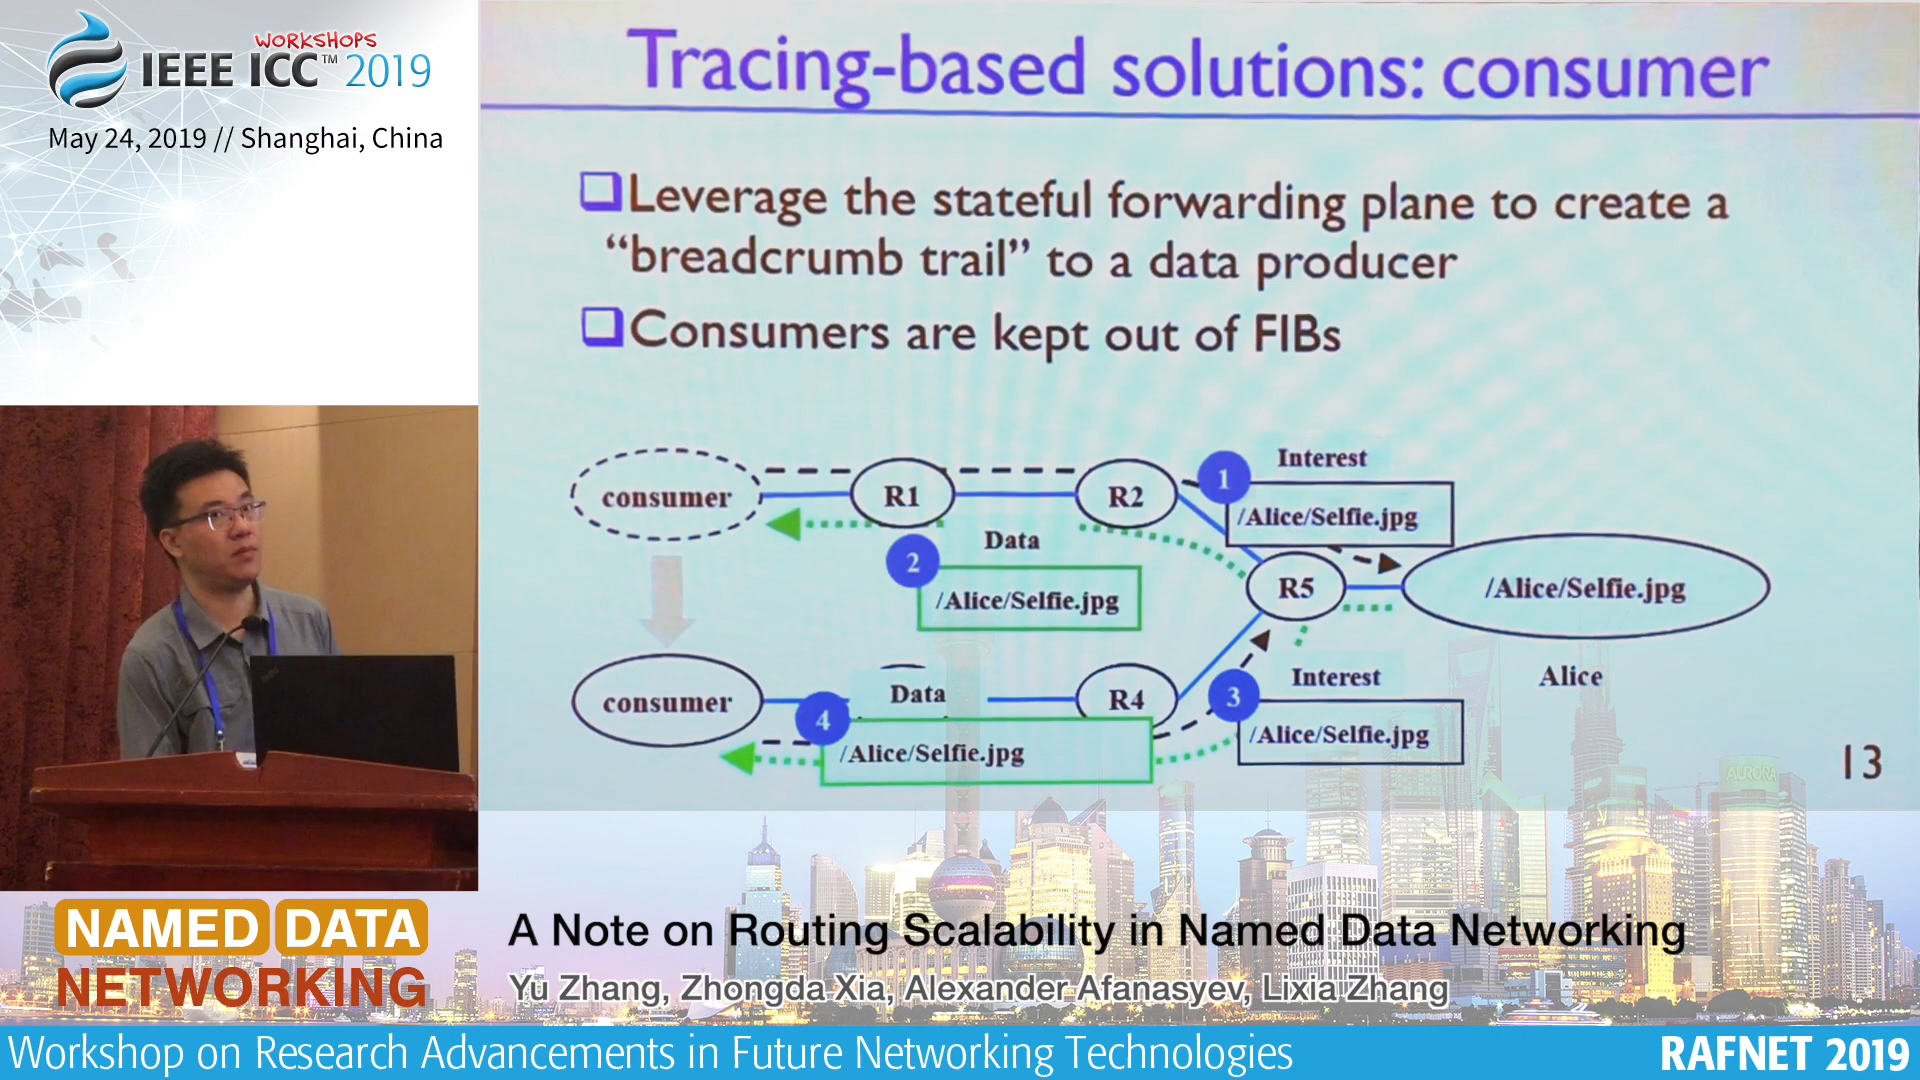 WORKSHOPS
IEEE ICC™ 2019
May 24, 2019 // Shanghai, China
Tracing-based solutions: consumer
Leverage the stateful forwarding plane to create a
“breadcrumb trail” to a data producer
Consumers are kept out of FIBs
Interest
consumer
R1
R2
1
/Alice/Selfie.jpg
Data
2
/Alice/Selfie.jpg
R5
/Alice/Selfie.jpg
Alice
consumer
Data
R4
3
Interest
4
/Alice/Selfie.jpg
/Alice/Selfie.jpg
13
AURORA
NAMED DATA
NETWORKING
A Note on Routing Scalability in Named Data Networking
Yu Zhang, Zhongda Xia, Alexander Afanasyev, Lixia Zhang
Workshop on Research Advancements in Future Networking Technologies
RAFNET 2019